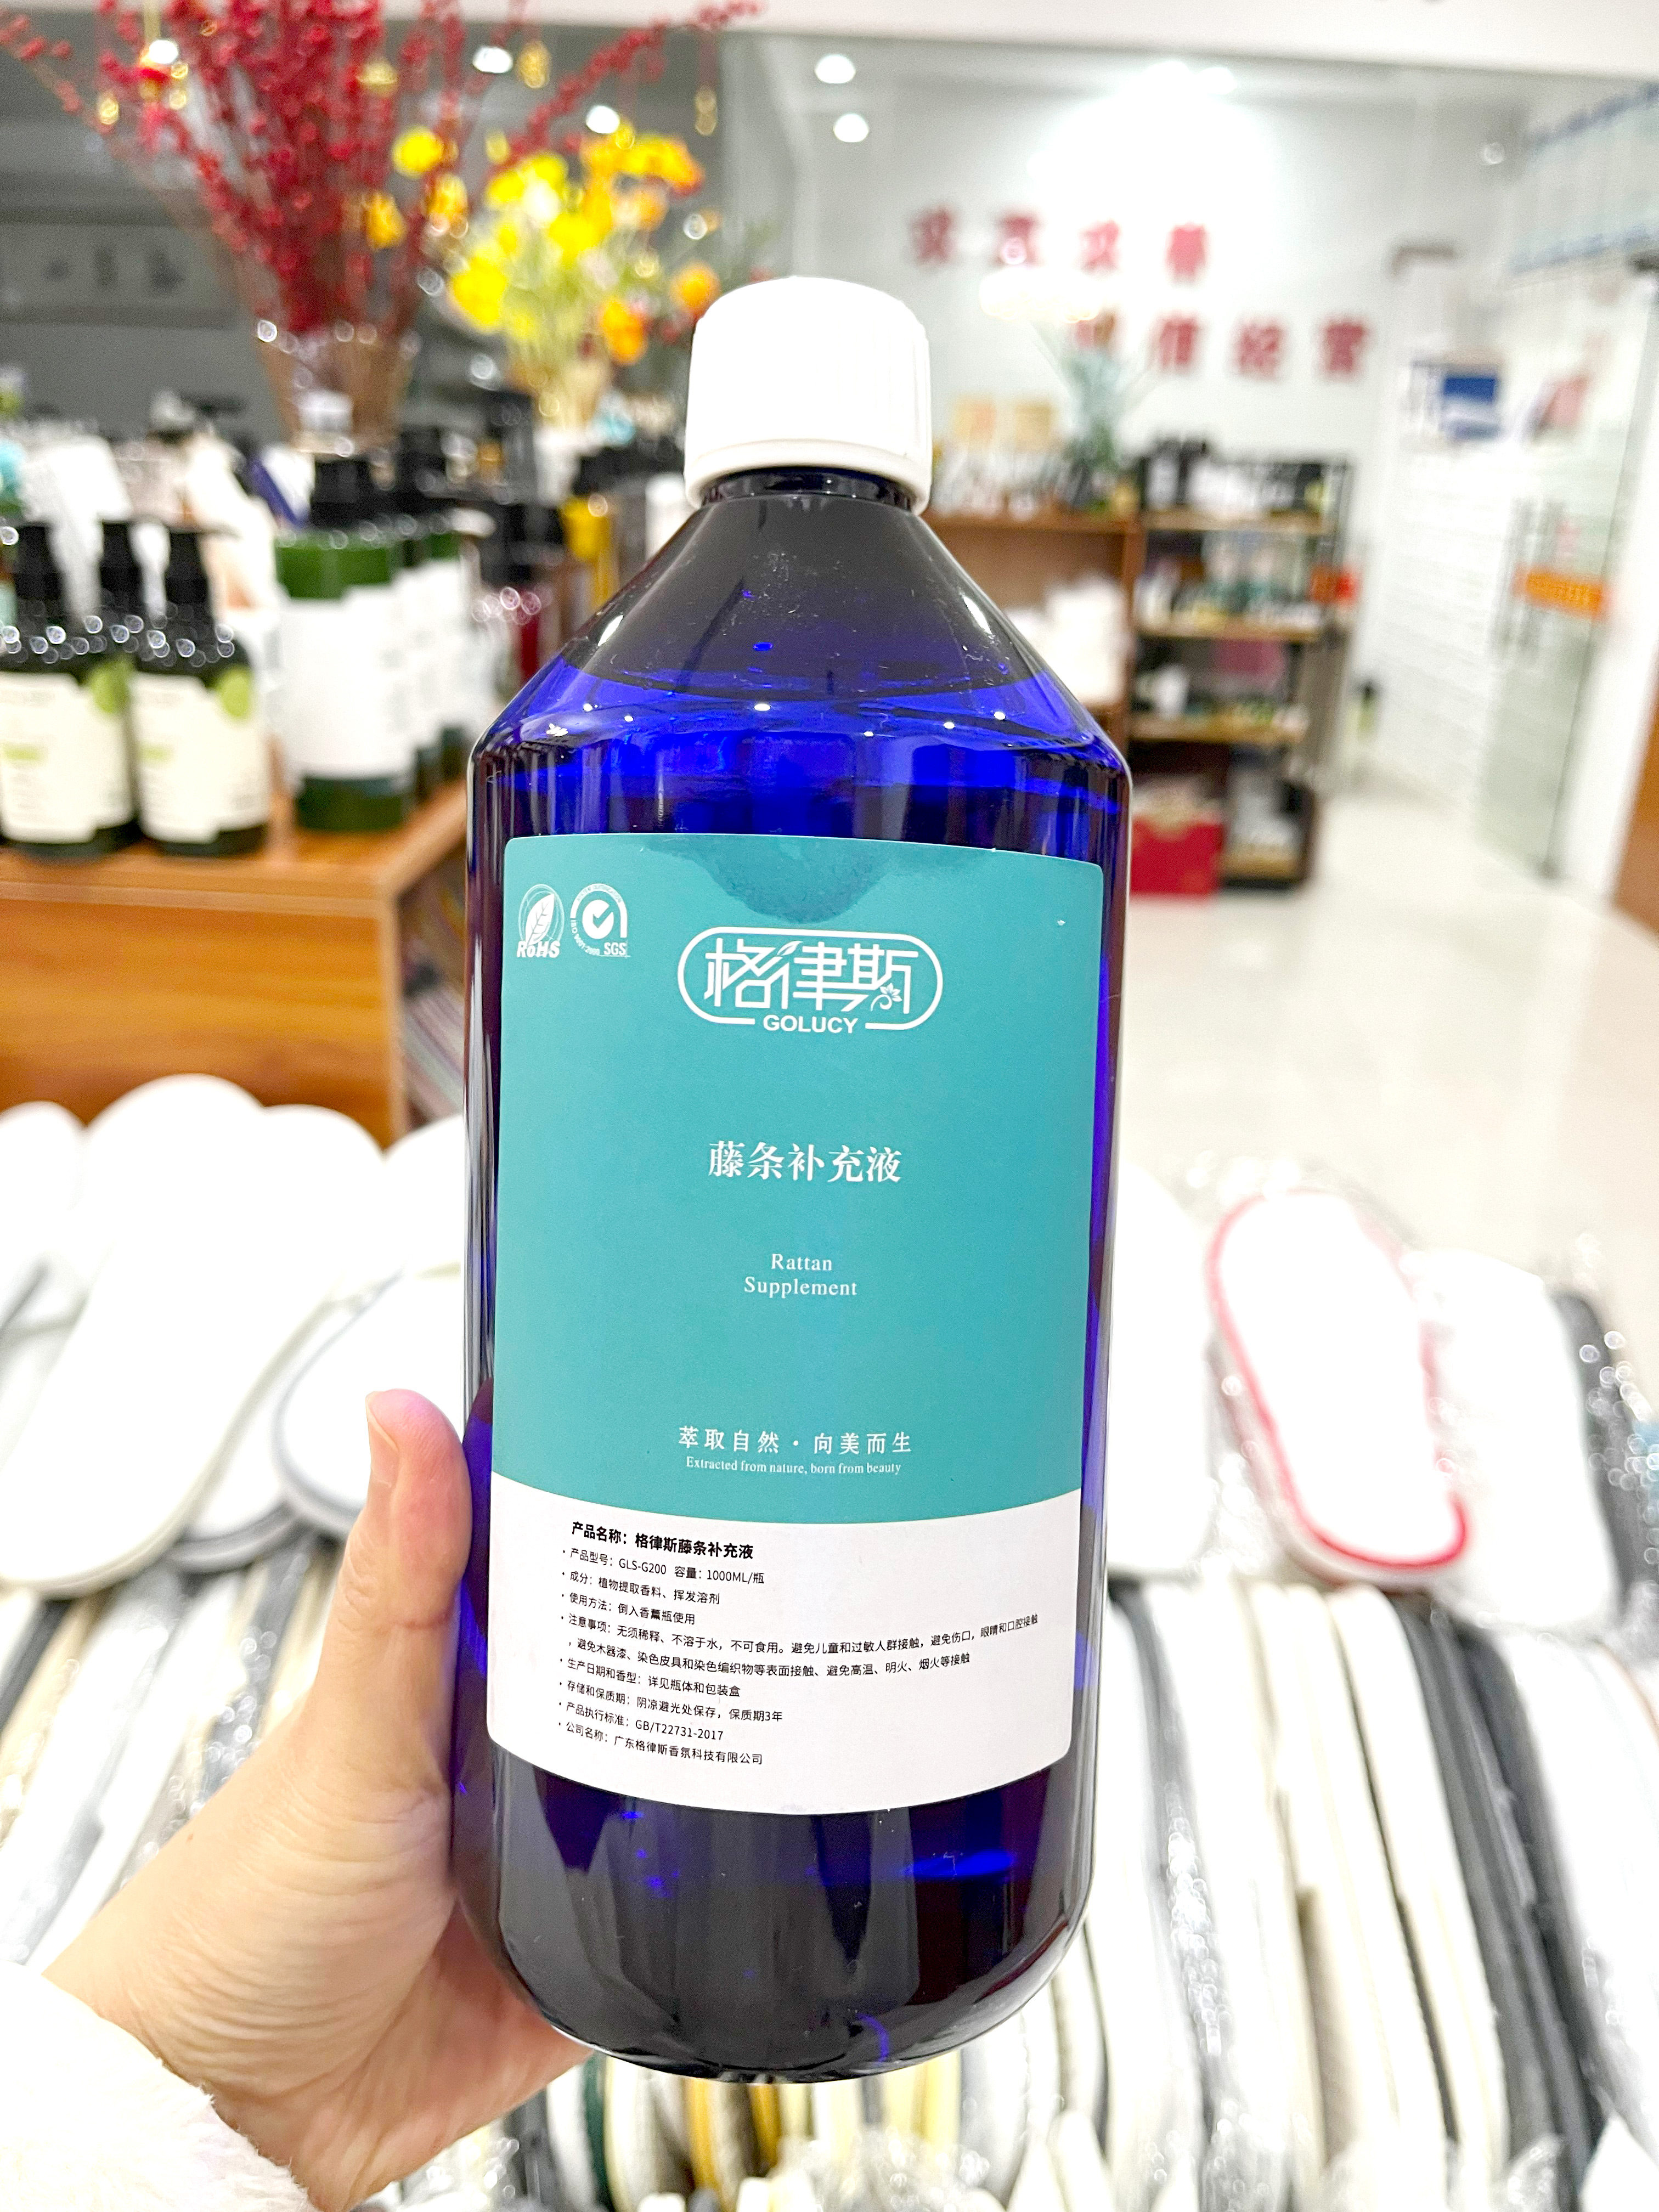 RoHS
SGS
格律斯
GOLUCY
藤条补充液
Rattan
Supplement
萃取自然·向美而生
Extracted from nature, born from beauty
产品名称：格律斯藤条补充液
·产品型号：GLS-G200 容量：1000ML/瓶
·成分：植物提取香料、挥发溶剂
·使用方法：倒入香薰瓶使用
·注意事项：无须稀释、不溶于水，不可食用。避免儿童和过敏人群接触，避免伤口，眼睛和口腔接触
，避免木器漆、染色皮具和染色编织物等表面接触、避免高温、明火、烟火等接触
·生产日期和香型：详见瓶体和包装盒
·存储和保质期：阴凉避光处保存，保质期3年
·产品执行标准：GB/T22731-2017
·公司名称：广东格律斯香氛科技有限公司